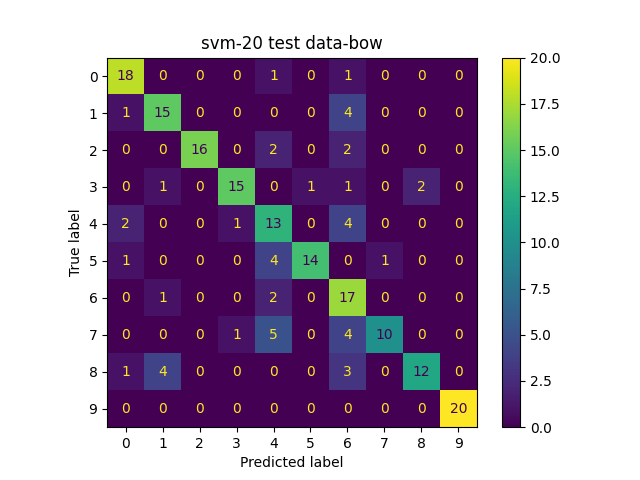 svm-20 test data-bow
0 18 0 0 0 1 0 1 0 0 0
1 1 15 0 0 0 0 4 0 0 0
2 0 0 16 0 2 0 2 0 0 0
3 0 1 0 15 0 1 1 0 2 0
4 2 0 0 1 13 0 4 0 0 0
5 1 0 0 0 4 14 0 1 0 0
6 0 1 0 0 2 0 17 0 0 0
7 0 0 0 1 5 0 4 10 0 0
8 1 4 0 0 0 0 3 0 12 0
9 0 0 0 0 0 0 0 0 0 20
0 1 2 3 4 5 6 7 8 9
Predicted label
True label
20.0
17.5
15.0
12.5
10.0
7.5
5.0
2.5
0.0